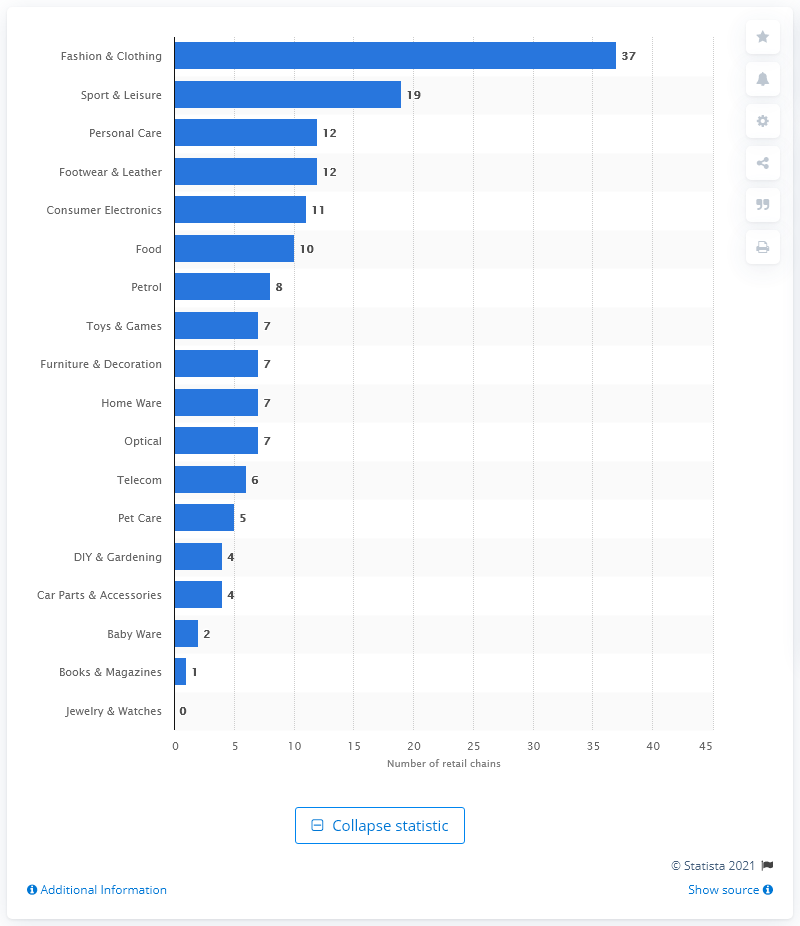 Fashion & Clothing 37
Sport & Leisure 19
Personal Care 12
Footwear & Leather 12
Consumer Electronics 11
Food 10
Petrol 8
Toys & Games 7
Furniture & Decoration 7
Home Ware 7
Optical 7
Telecom 6
Pet Care 5
DIY & Gardening 4
Car Parts & Accessories 4
Baby Ware 2
Books & Magazines 1
Jewelry & Watches 0
0 5 10 15 20 25 30 35 40 45
Number of retail chains
Collapse statistic
© Statista 2021
Additional Information
Show source